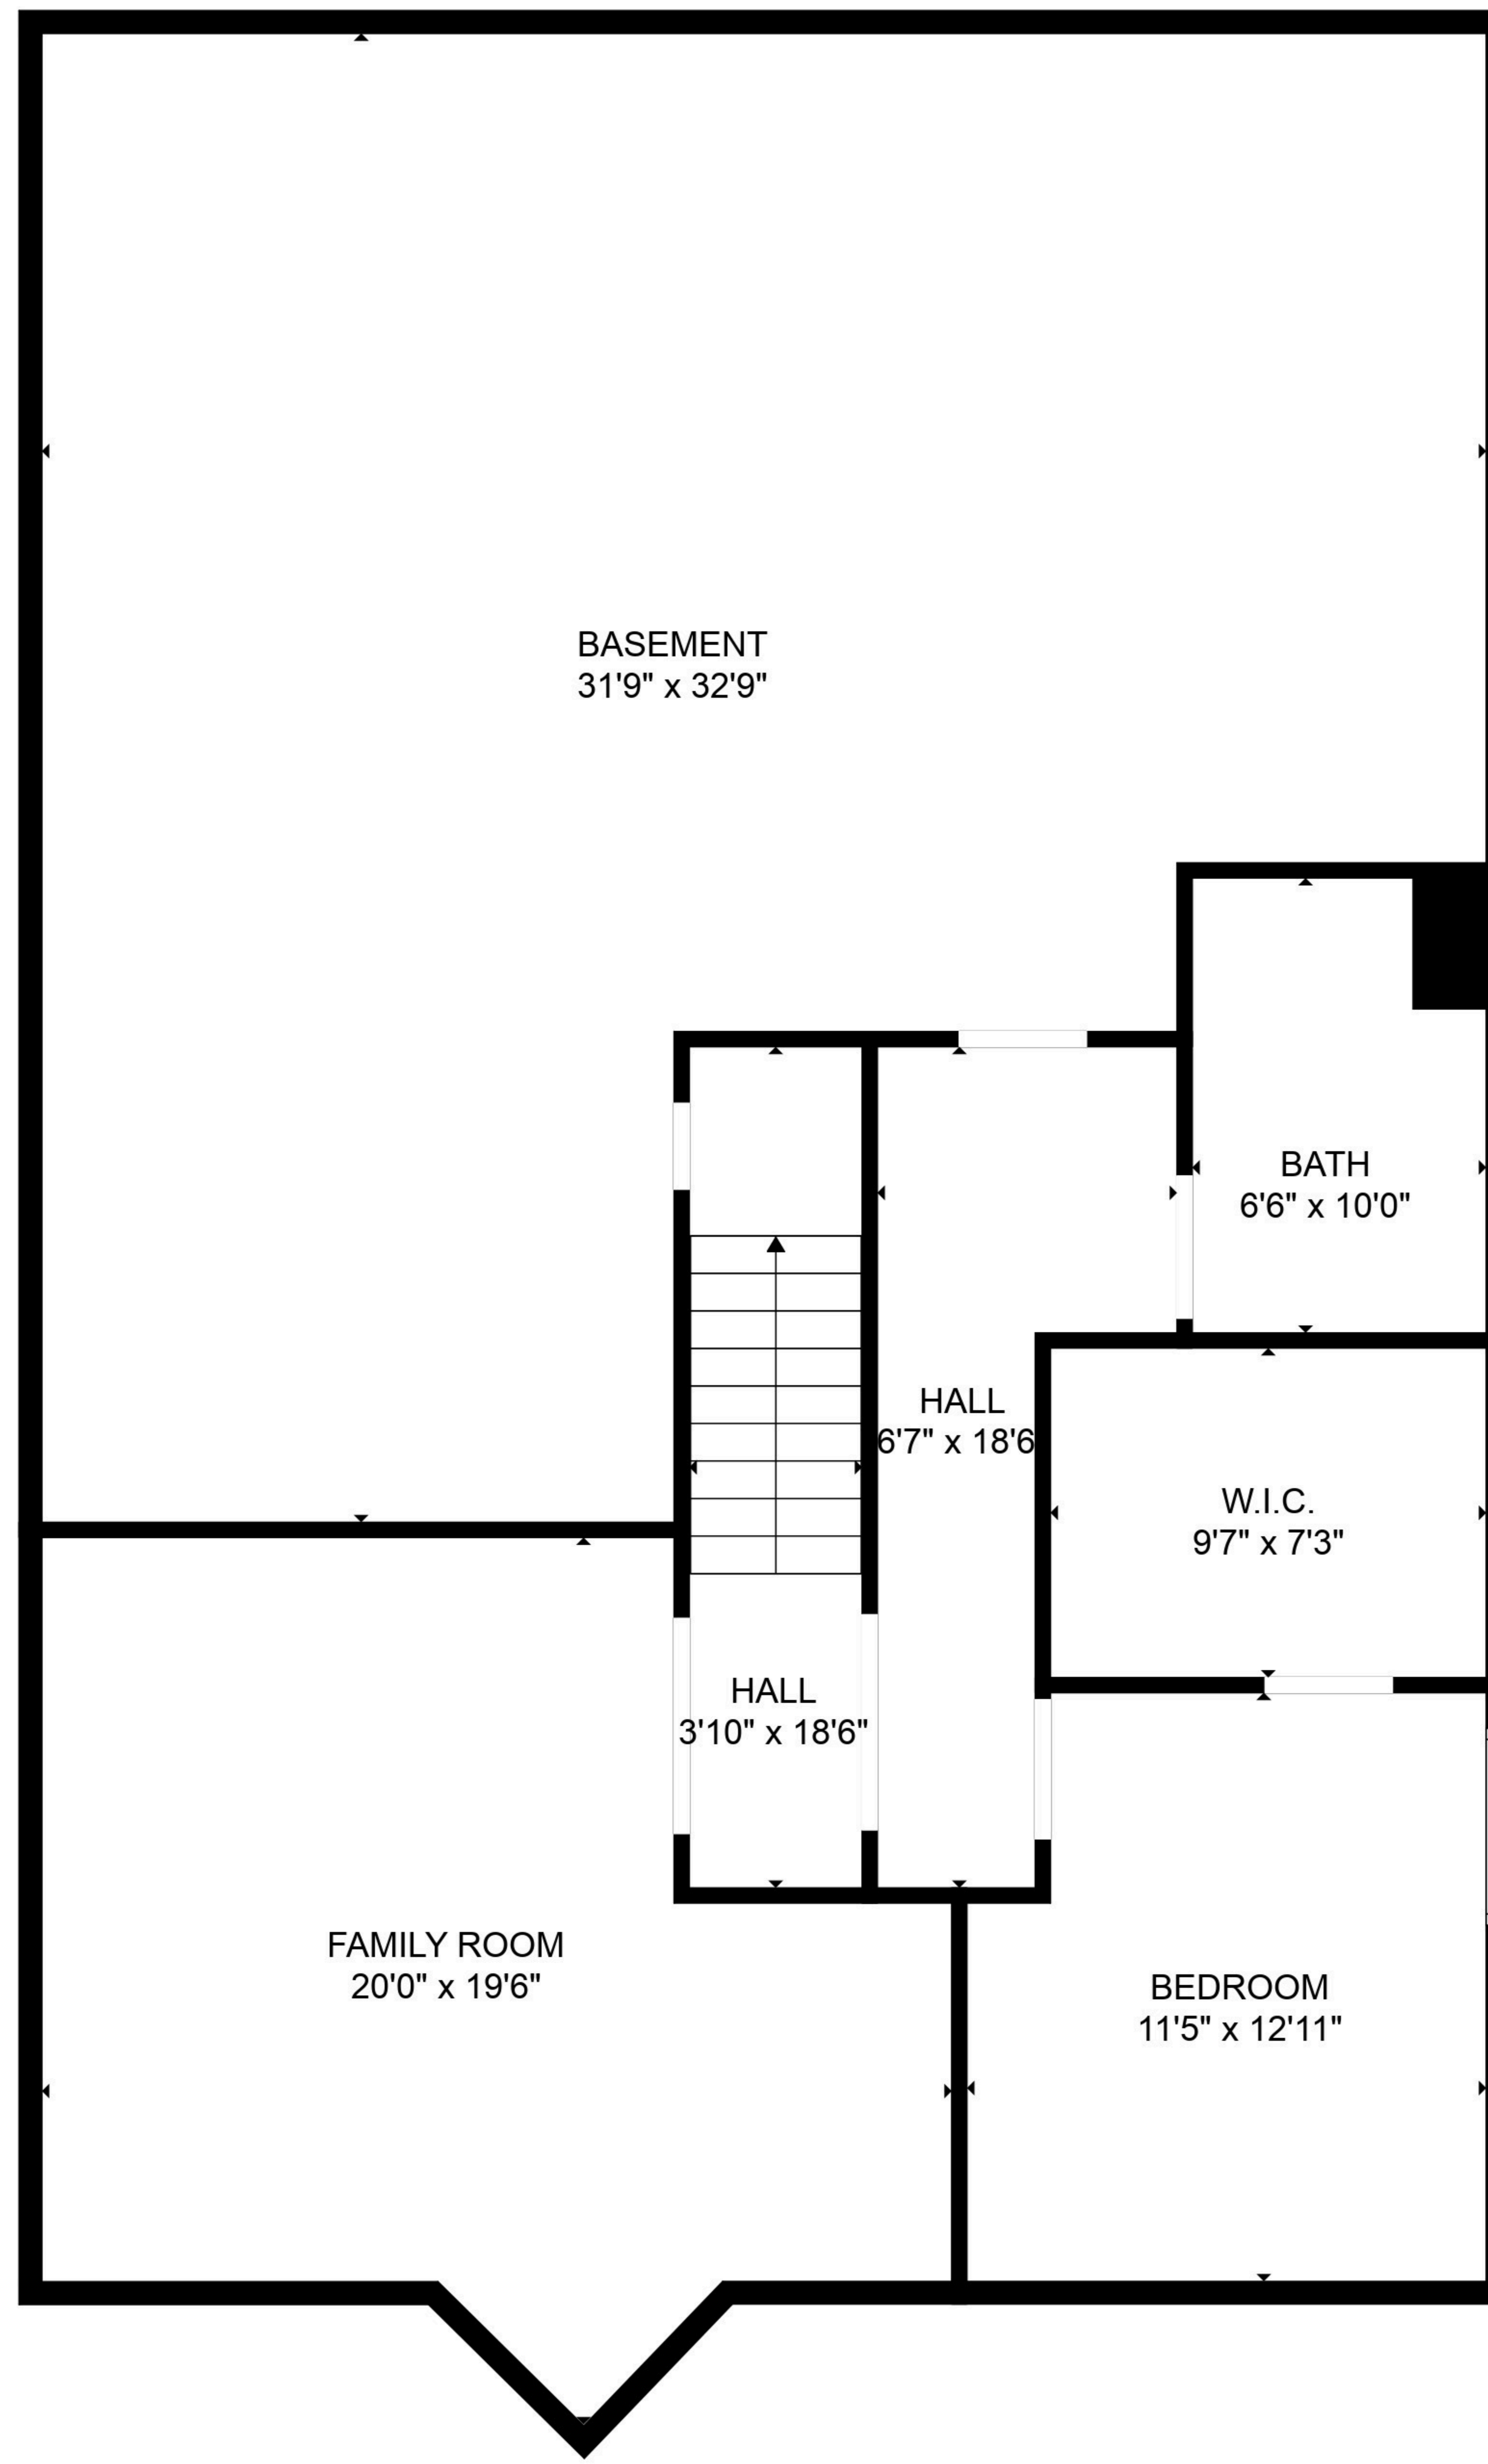 BASEMENT
31'9" x 32'9"
BATH
6'6" x 10'0"
HALL
6'7" x 18'6
W.I.C.
9'7" x 7'3"
HALL
3'10" x 18'6"
FAMILY ROOM
20'0" x 19'6"
BEDROOM
11'5" x 12'11"